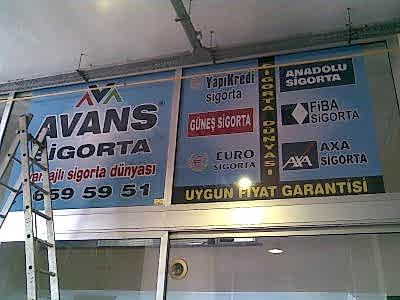 AVANS
SİGORTA
avantajlı sigorta dünyası
659 59 51
YapıKredi
sigorta
GÜNEŞ SİGORTA
EURO
SİGORTA
SİGORTA DÜNYASI
ANADOLU
SİGORTA
FİBA
SİGORTA
AXA
AXA
SİGORTA
UYGUN FİYAT GARANTİSİ